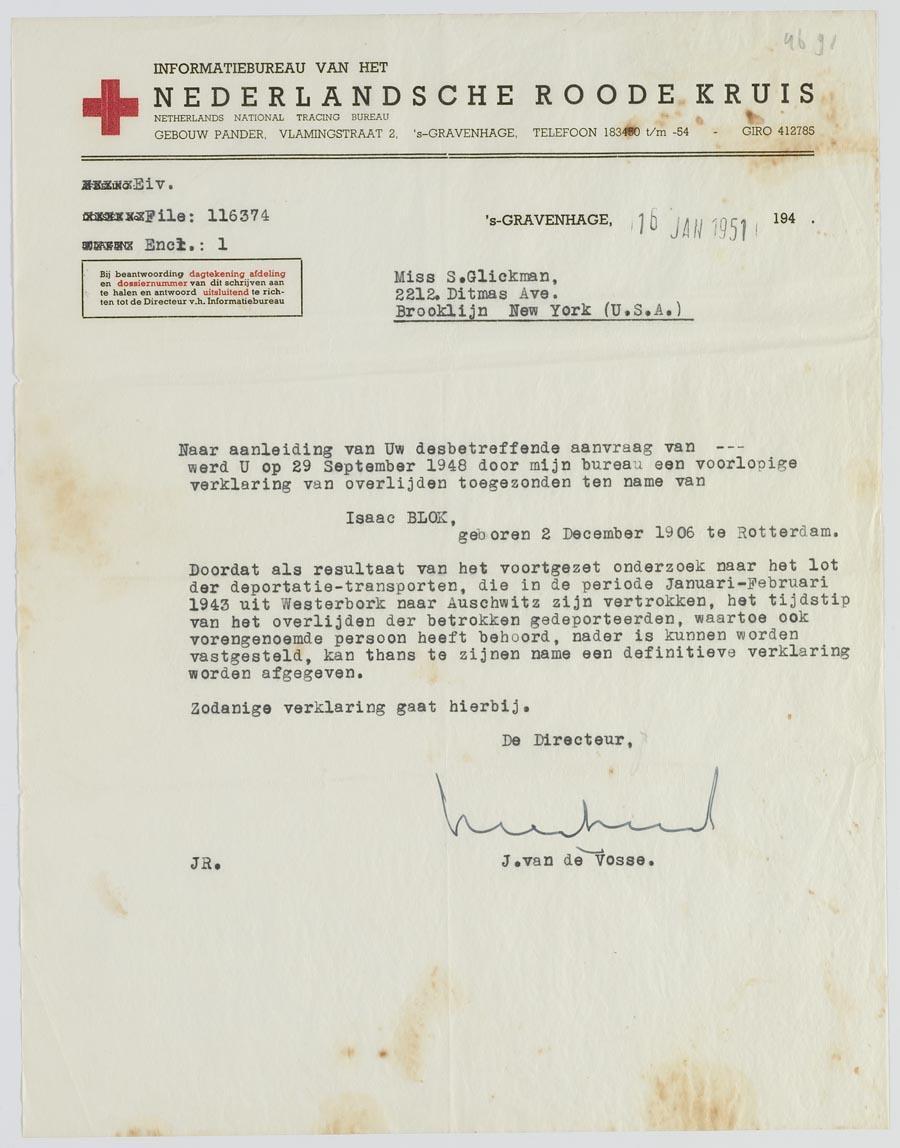 INFORMATIEBUREAU VAN HET
NEDERLANDSCHE ROODE KRUIS
NETHERLANDS NATIONAL TRACING BUREAU
GEBOUW PANDER, VLAMINGSTRAAT 2, 's-GRAVENHAGE, TELEFOON 183480 t/m -54 - GIRO 412785
Eiv.
File: 116374
's-GRAVENHAGE, 16 JAN 1951 194 .
Encl.: 1
Bij beantwoording dagtekening afdeling
en dossiernummer van dit schrijven aan
te halen en antwoord uitsluitend te rich-
ten tot de Directeur v.h. Informatiebureau
Miss S.Glickman,
2212. Ditmas Ave.
Brooklijn New York (U.S.A.)
Naar aanleiding van Uw desbetreffende aanvraag van ---
werd U op 29 September 1948 door mijn bureau een voorlopige
verklaring van overlijden toegezonden ten name van
Isaac BLOK,
geboren 2 December 1906 te Rotterdam.
Doordat als resultaat van het voortgezet onderzoek naar het lot
der deportatie-transporten, die in de periode Januari-Februari
1943 uit Westerbork naar Auschwitz zijn vertrokken, het tijdstip
van het overlijden der betrokken gedeporteerden, waartoe ook
vorengenoemde persoon heeft behoord, nader is kunnen worden
vastgesteld, kan thans te zijnen name een definitieve verklaring
worden afgegeven.
Zodanige verklaring gaat hierbij.
De Directeur,
JR.
J.van de Vosse.